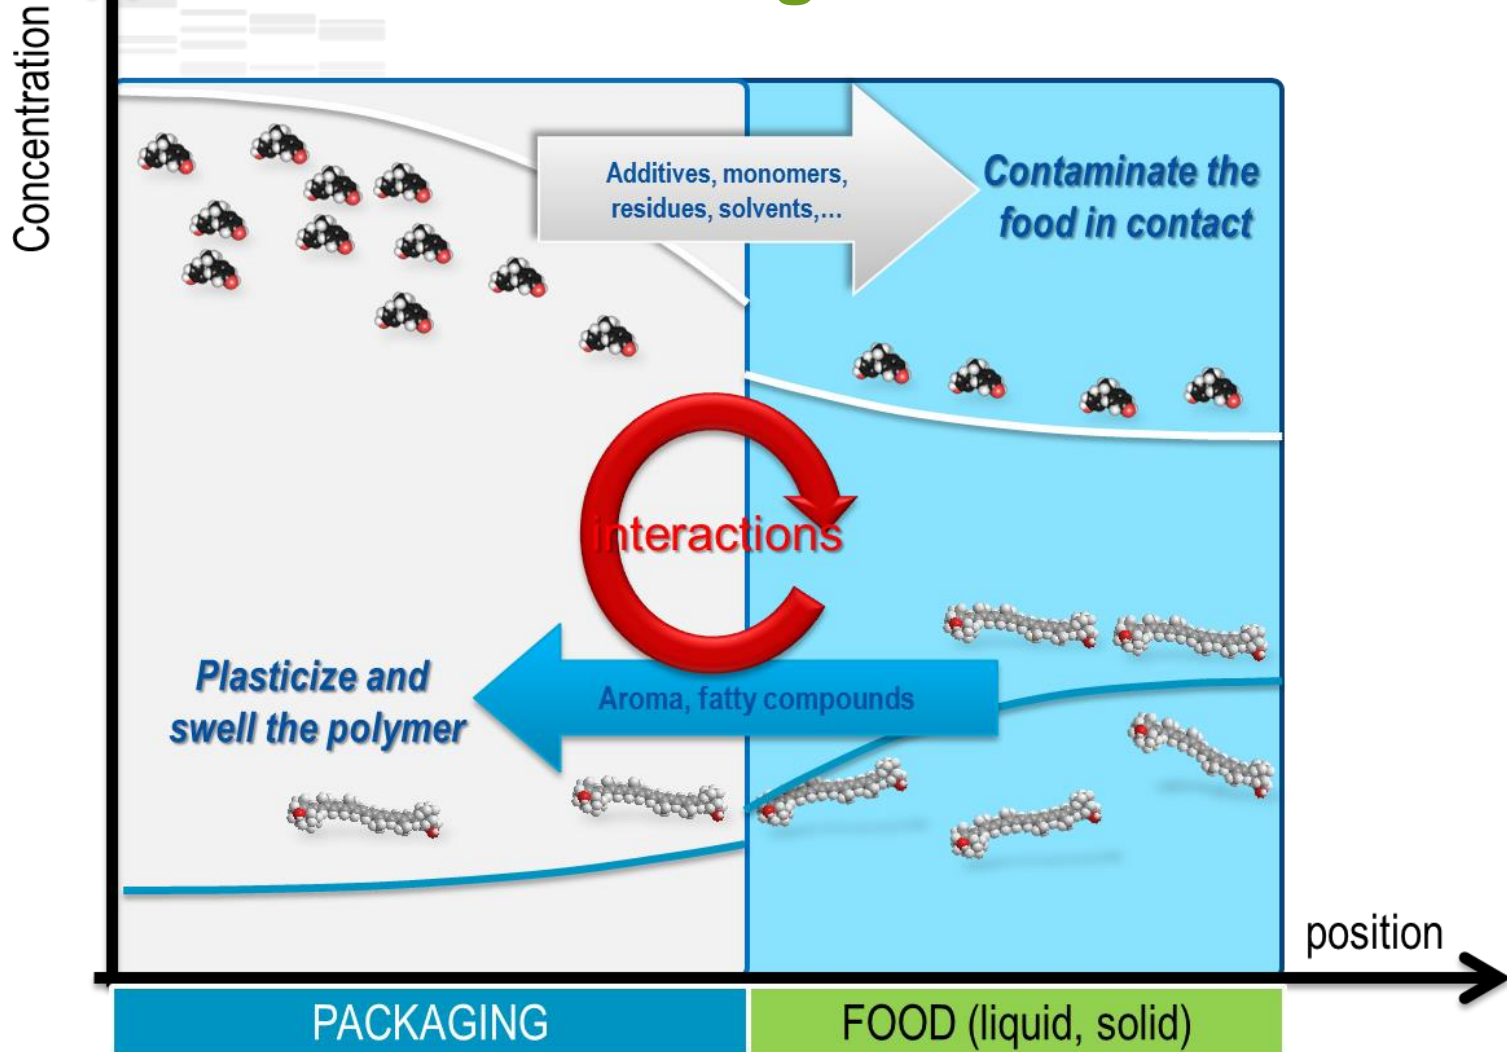 Concentration
Additives, monomers,
residues, solvents,...
Contaminate the
food in contact
interactions
Plasticize and
swell the polymer
Aroma, fatty compounds
position
PACKAGING
FOOD (liquid, solid)